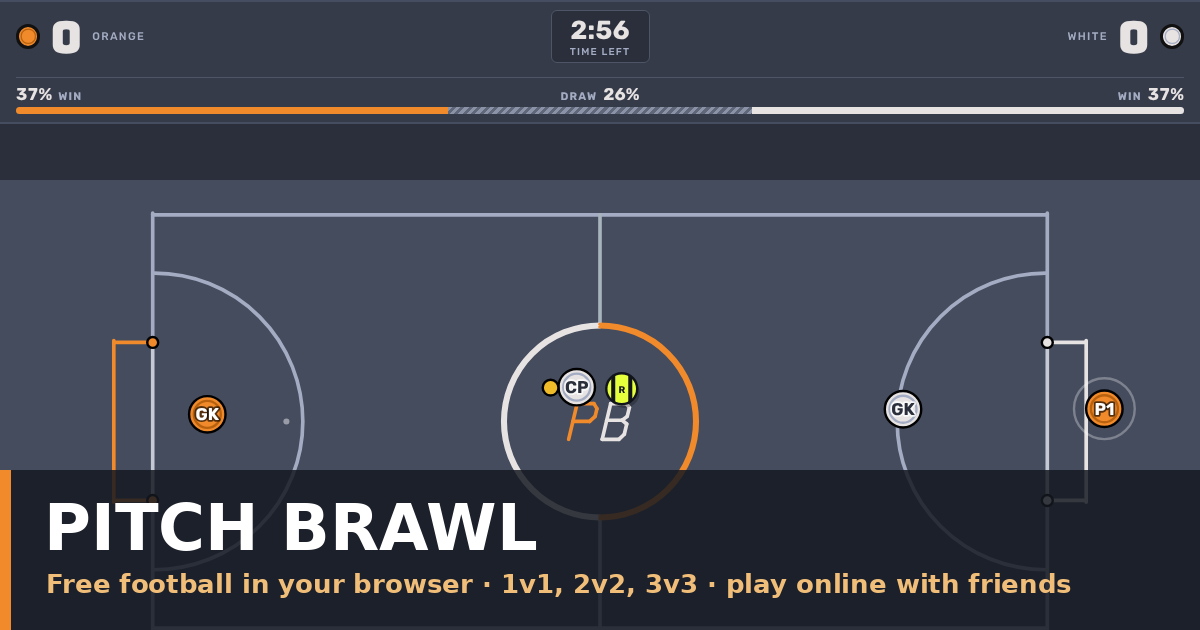 0 ORANGE
2:56
TIME LEFT
WHITE 0
37% WIN
DRAW 26%
WIN 37%
CP
R
GK
GK
P1
PB
PITCH BRAWL
Free football in your browser · 1v1, 2v2, 3v3 · play online with friends